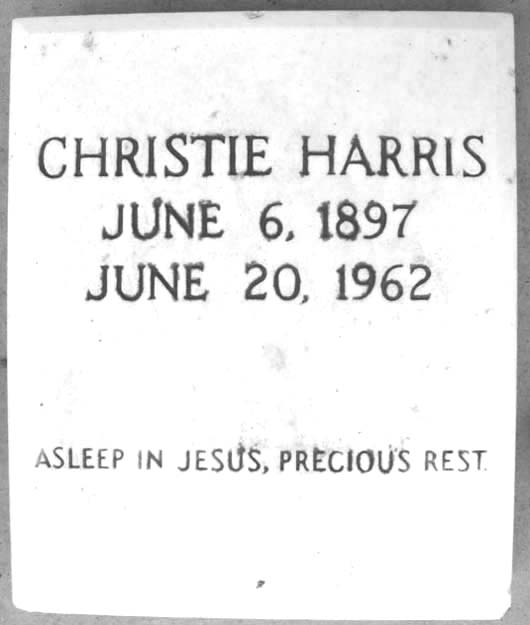 CHRISTIE HARRIS
JUNE 6, 1897
JUNE 20, 1962
ASLEEP IN JESUS, PRECIOUS REST.